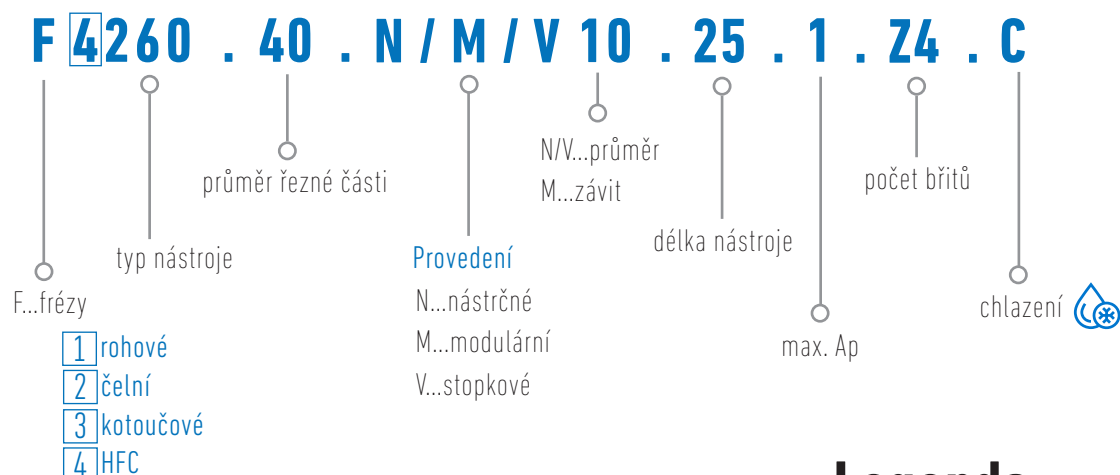 F 4260 . 40 . N / M / V 10 . 25 . 1 . Z4 . C
F...frézy
1 rohové
2 čelní
3 kotoučové
4 HFC
typ nástroje
průměr řezné části
Provedení
N...nástrčné
M...modulární
V...stopkové
N/V...průměr
M...závit
délka nástroje
max. Ap
počet břitů
chlazení